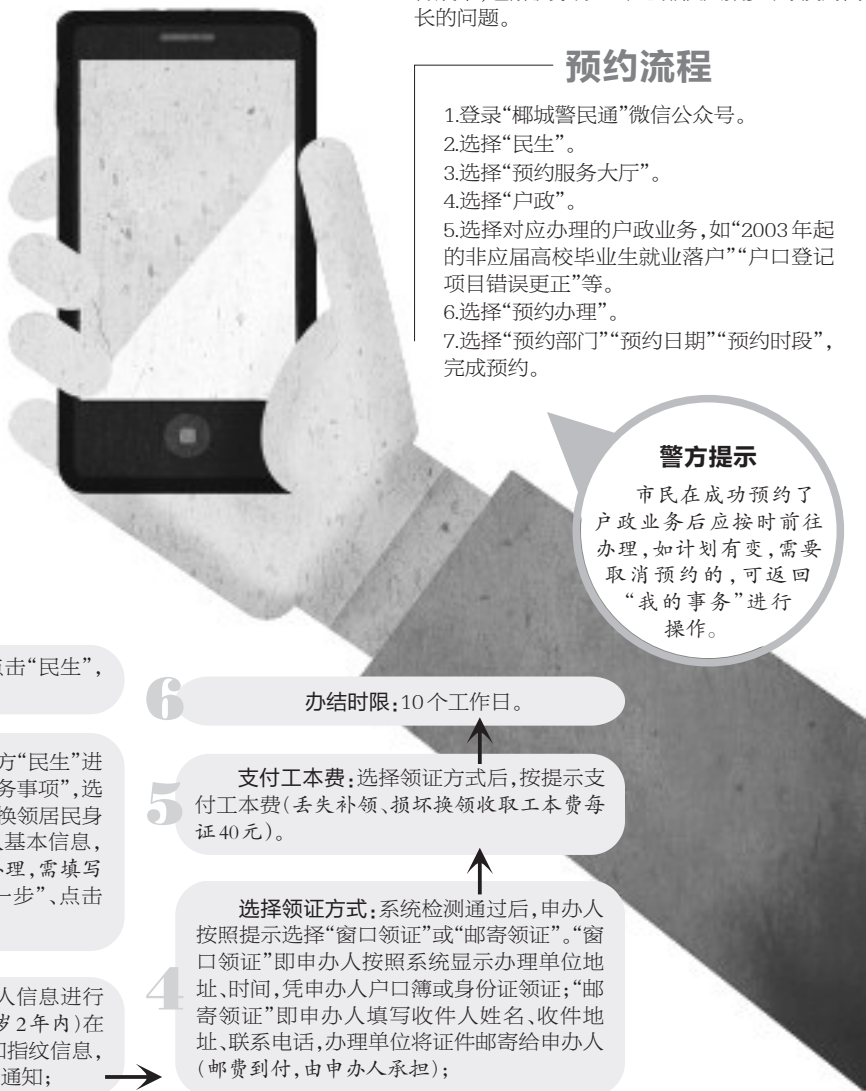 长的问题。
预约流程
1.登录“椰城警民通”微信公众号。
2.选择“民生”。
3.选择“预约服务大厅”。
4.选择“户政”。
5.选择对应办理的户政业务,如“2003年起
的非应届高校毕业生就业落户”“户口登记
项目错误更正”等。
6.选择“预约办理”。
7.选择“预约部门”“预约日期”“预约时段”,
完成预约。
警方提示
市民在成功预约了
户政业务后应按时前往
办理,如计划有变,需要
取消预约的,可返回
“我的事务”进行
操作。
点击“民生”,
方“民生”进
务事项”,选
换领居民身
人基本信息,
办理,需填写
一步”、点击
人信息进行
岁2年内)在
和指纹信息,
通知;
6
办结时限:10个工作日。
5
支付工本费:选择领证方式后,按提示支
付工本费(丢失补领、损坏换领收取工本费每
证40元)。
4
选择领证方式:系统检测通过后,申办人
按照提示选择“窗口领证”或“邮寄领证”。“窗
口领证”即申办人按照系统显示办理单位地
址、时间,凭申办人户口簿或身份证领证;“邮
寄领证”即申办人填写收件人姓名、收件地
址、联系电话,办理单位将证件邮寄给申办人
(邮费到付,由申办人承担);